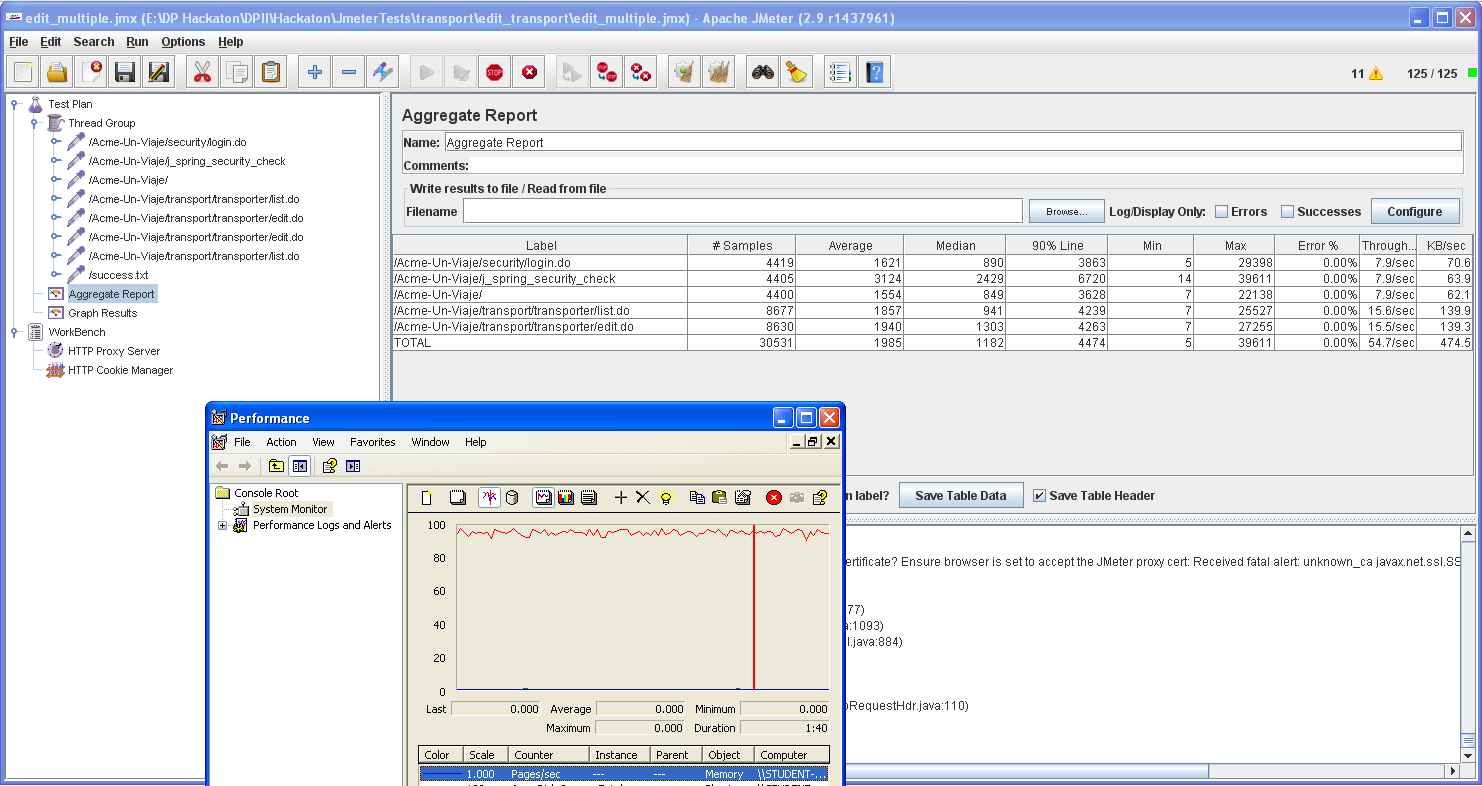 edit_multiple.jmx (E:\DP Hackaton\DPII\Hackaton\JmeterTests\transport\edit_transport\edit_multiple.jmx) - Apache JMeter (2.9 r1437961)
File Edit Search Run Options Help
11 125 / 125
Test Plan
Thread Group
/Acme-Un-Viaje/security/login.do
/Acme-Un-Viaje/j_spring_security_check
/Acme-Un-Viaje/
/Acme-Un-Viaje/transport/transporter/list.do
/Acme-Un-Viaje/transport/transporter/edit.do
/Acme-Un-Viaje/transport/transporter/edit.do
/Acme-Un-Viaje/transport/transporter/list.do
/success.txt
Aggregate Report
Graph Results
WorkBench
HTTP Proxy Server
HTTP Cookie Manager
Aggregate Report
Name: Aggregate Report
Comments:
Write results to file / Read from file
Filename Browse... Log/Display Only: Errors Successes Configure
Label # Samples Average Median 90% Line Min Max Error % Through... KB/sec
/Acme-Un-Viaje/security/login.do 4419 1621 890 3863 5 29398 0.00% 7.9/sec 70.6
/Acme-Un-Viaje/j_spring_security_check 4405 3124 2429 6720 14 39611 0.00% 7.9/sec 63.9
/Acme-Un-Viaje/ 4400 1554 849 3628 7 22138 0.00% 7.9/sec 62.1
/Acme-Un-Viaje/transport/transporter/list.do 8677 1857 941 4239 7 25527 0.00% 15.6/sec 139.9
/Acme-Un-Viaje/transport/transporter/edit.do 8630 1940 1303 4263 7 27255 0.00% 15.5/sec 139.3
TOTAL 30531 1985 1182 4474 5 39611 0.00% 54.7/sec 474.5
n label? Save Table Data Save Table Header
ertificate? Ensure browser is set to accept the JMeter proxy cert: Received fatal alert: unknown_ca javax.net.ssl.SS
77)
a:1093)
l.java:884)
pRequestHdr.java:110)
Performance
File Action View Favorites Window Help
Console Root
System Monitor
Performance Logs and Alerts
100
80
60
40
20
0
Last 0.000 Average 0.000 Minimum 0.000
Maximum 0.000 Duration 1:40
Color Scale Counter Instance Parent Object Computer
1.000 Pages/sec --- --- Memory \\STUDENT-...